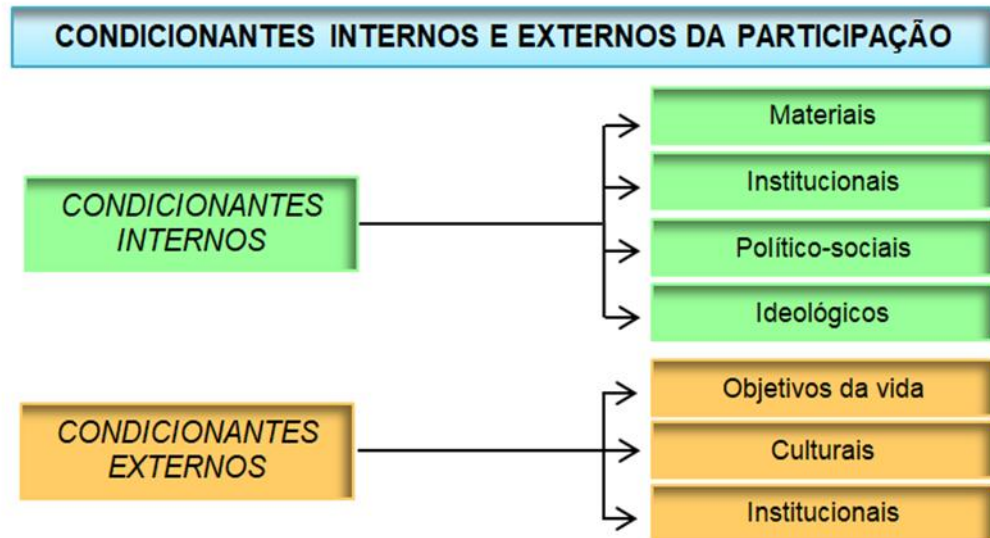 CONDICIONANTES INTERNOS E EXTERNOS DA PARTICIPAÇÃO
CONDICIONANTES
INTERNOS
Materiais
Institucionais
Político-sociais
Ideológicos
CONDICIONANTES
EXTERNOS
Objetivos da vida
Culturais
Institucionais